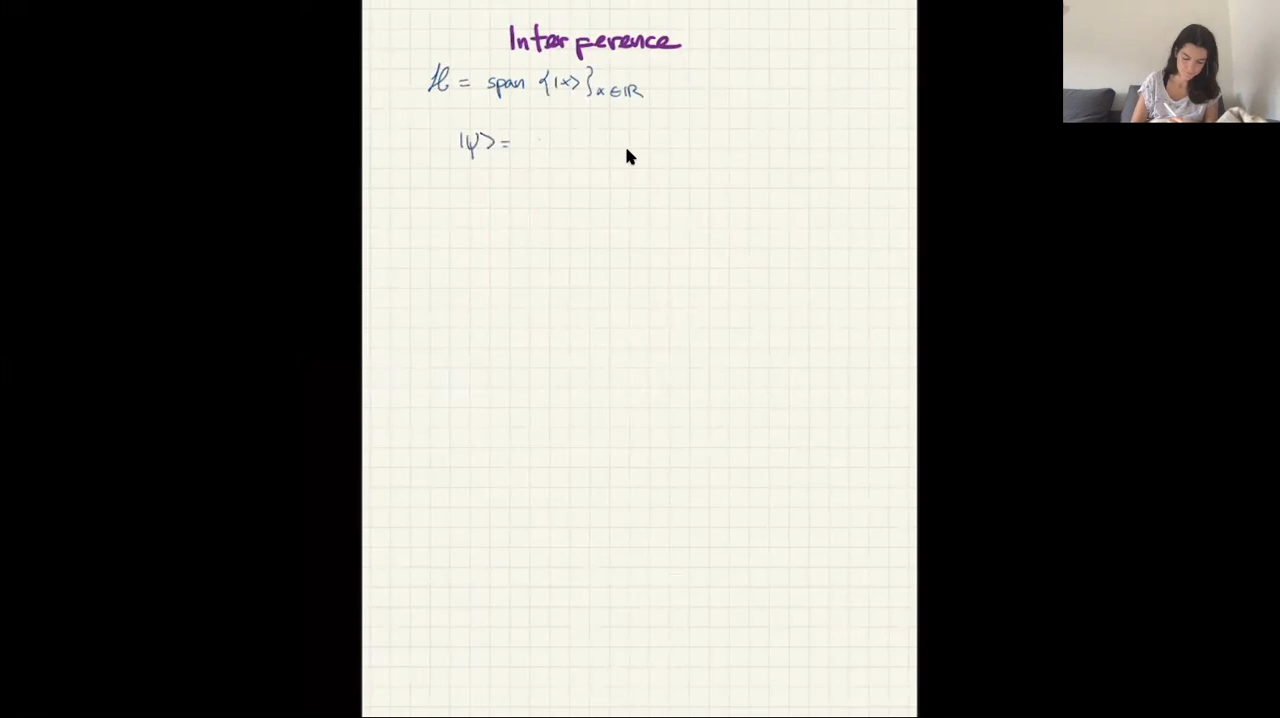 Interference
ℋ = span {|x⟩}ₓ∈ℝ
|ψ⟩ =